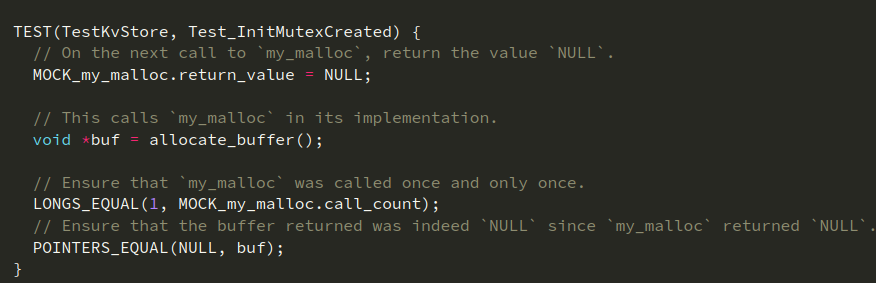 TEST(TestKvStore, Test_InitMutexCreated) {
// On the next call to `my_malloc`, return the value `NULL`.
MOCK_my_malloc.return_value = NULL;
// This calls `my_malloc` in its implementation.
void *buf = allocate_buffer();
// Ensure that `my_malloc` was called once and only once.
LONGS_EQUAL(1, MOCK_my_malloc.call_count);
// Ensure that the buffer returned was indeed `NULL` since `my_malloc` returned `NULL`.
POINTERS_EQUAL(NULL, buf);
}